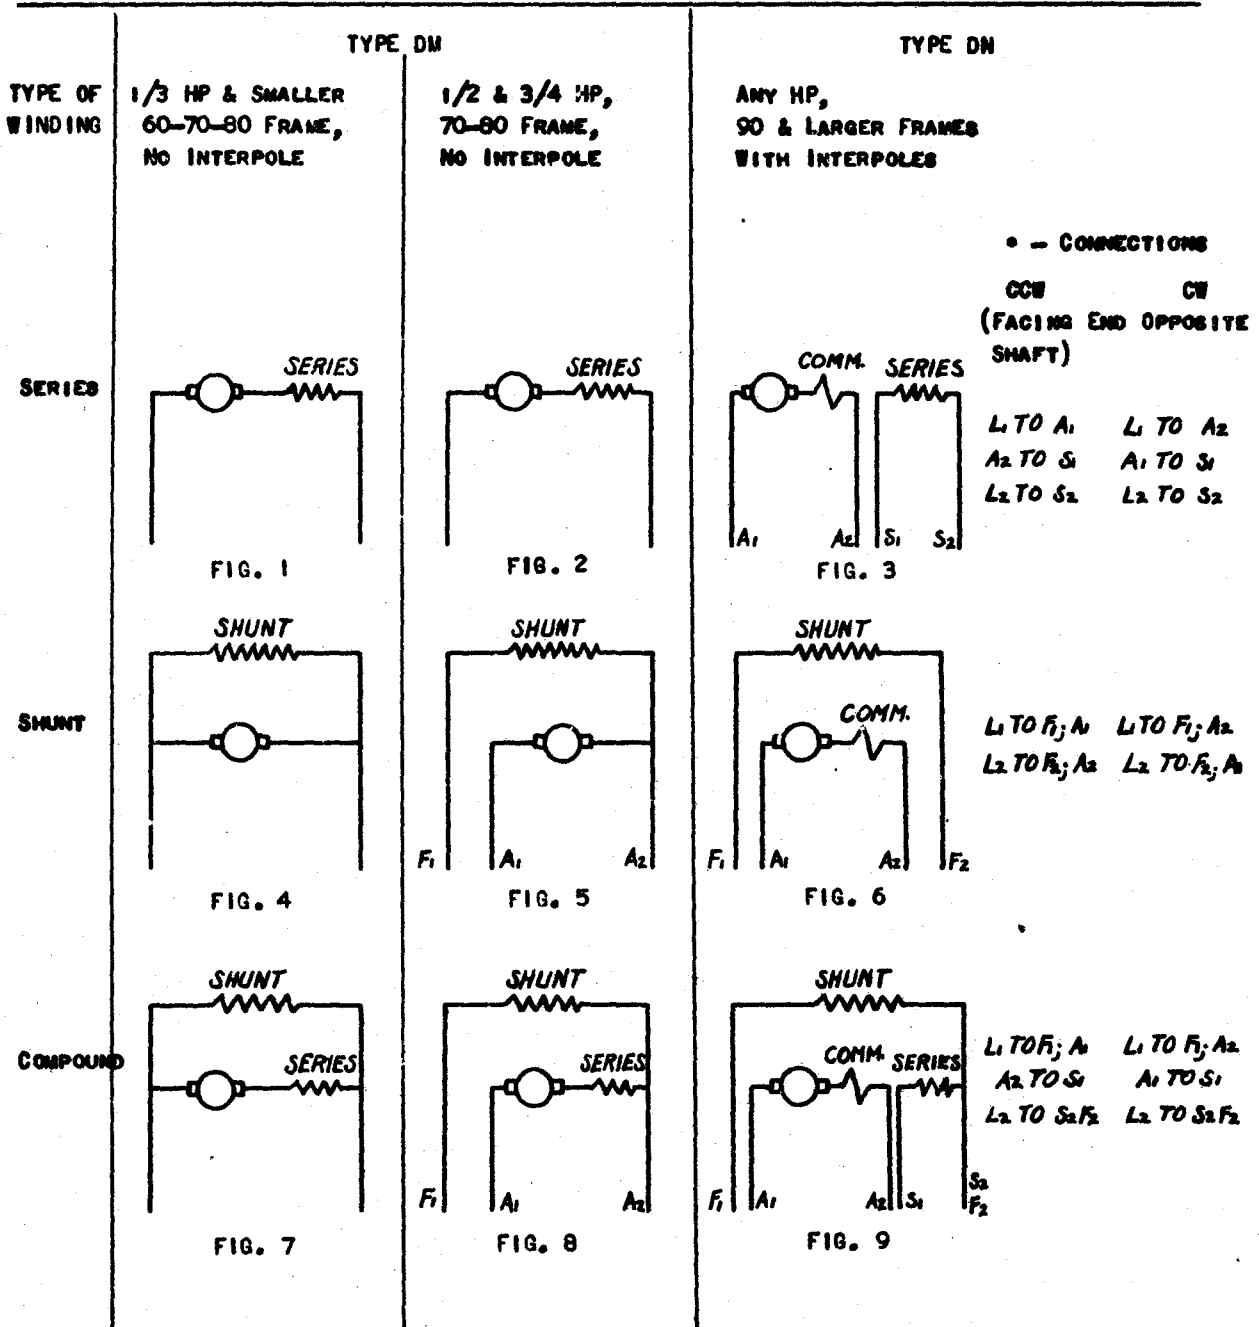 TYPE DM
TYPE DN
TYPE OF WINDING
1/3 HP & SMALLER
60-70-80 FRAME,
NO INTERPOLE
1/2 & 3/4 HP,
70-80 FRAME,
NO INTERPOLE
ANY HP,
90 & LARGER FRAMES
WITH INTERPOLES
* - CONNECTIONS
CCW CW
(FACING END OPPOSITE
SHAFT)
SERIES
SERIES
SERIES
COMM. SERIES
L1 TO A1 L1 TO A2
A2 TO S1 A1 TO S1
L2 TO S2 L2 TO S2
A1 A2 S1 S2
FIG. 1
FIG. 2
FIG. 3
SHUNT
SHUNT
SHUNT
SHUNT
COMM.
L1 TO F1; A1 L1 TO F1; A2
L2 TO F2; A2 L2 TO F2; A1
F1 A1 A2
F1 A1 A2 F2
FIG. 4
FIG. 5
FIG. 6
SHUNT
SHUNT
SHUNT
COMPOUND
SERIES
SERIES
COMM. SERIES
L1 TO F1; A1 L1 TO F1; A2
A2 TO S1 A1 TO S1
L2 TO S2F2 L2 TO S2F2
F1 A1 A2
F1 A1 A2 S1 S2
F2
FIG. 7
FIG. 8
FIG. 9